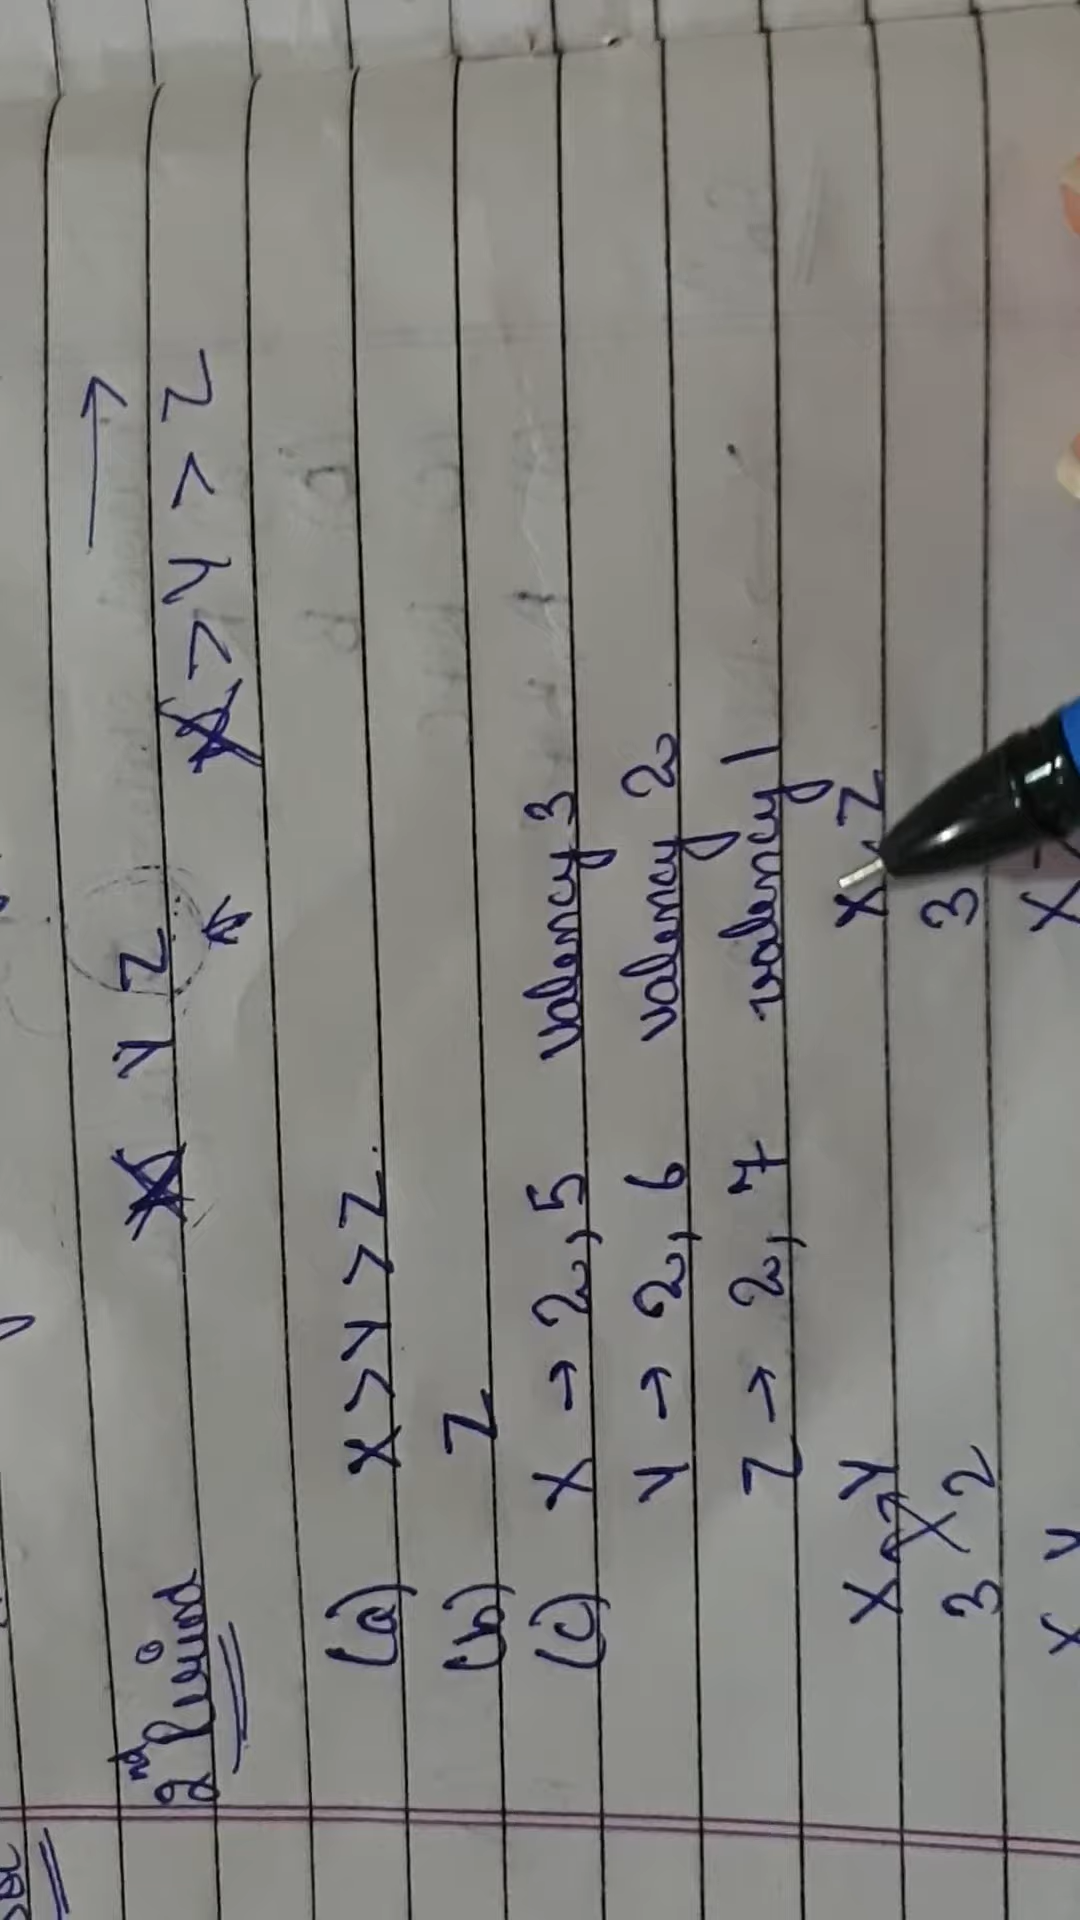 2nd Period X Y Z X > Y > Z
(a) X > Y > Z.
(b) Z
(c) X → 2, 5 valency 3
Y → 2, 6 valency 2
Z → 2, 7 valency 1
X Y X Z
3 2 3
X Y X